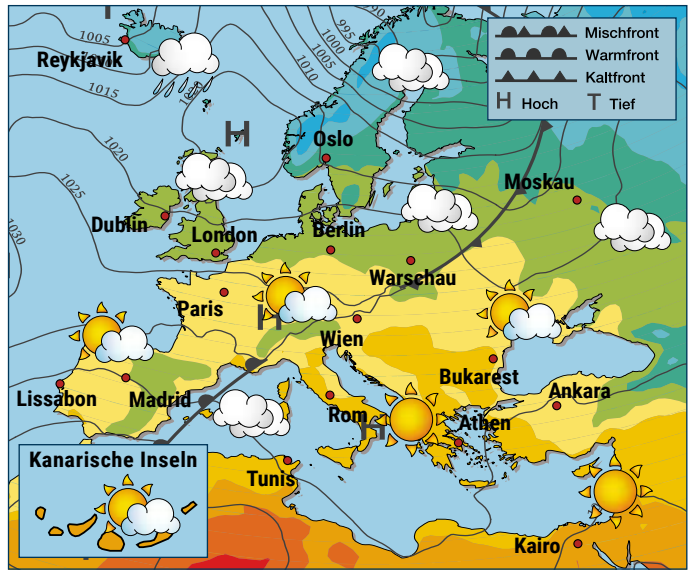 995
1000
1005
1010
1005
1015
1020
1025
1030
Mischfront
Warmfront
Kaltfront
H Hoch
T Tief
Reykjavik
H
Oslo
Moskau
Dublin
London
Berlin
Warschau
Paris
H
Wien
Bukarest
Lissabon
Madrid
Rom
H
Athen
Ankara
Kanarische Inseln
Tunis
Kairo